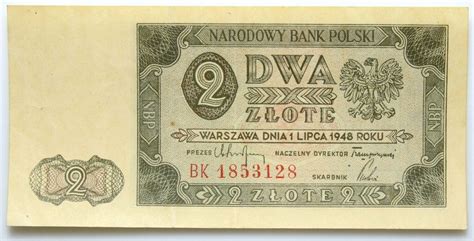 NARODOWY BANK POLSKI
2 DWA
ZŁOTE
NBP
NBP
WARSZAWA DNIA 1 LIPCA 1948 ROKU
PREZES NACZELNY DYREKTOR
BK 1853128
SKARBNIK
2
2 ZŁOTE 2